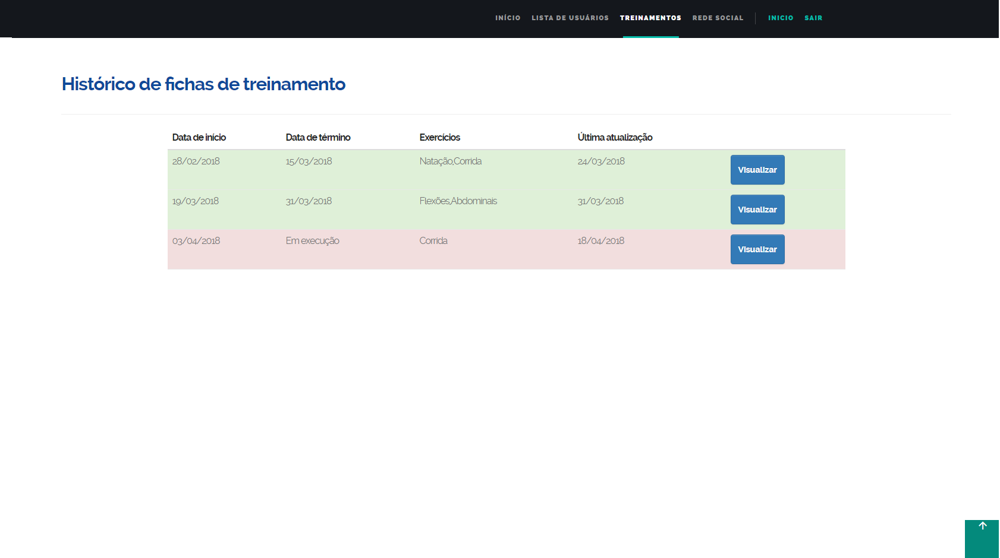 INÍCIO LISTA DE USUÁRIOS TREINAMENTOS REDE SOCIAL INICIO SAIR
Histórico de fichas de treinamento
Data de início Data de término Exercícios Última atualização
28/02/2018 15/03/2018 Natação,Corrida 24/03/2018 Visualizar
19/03/2018 31/03/2018 Flexões,Abdominais 31/03/2018 Visualizar
03/04/2018 Em execução Corrida 18/04/2018 Visualizar